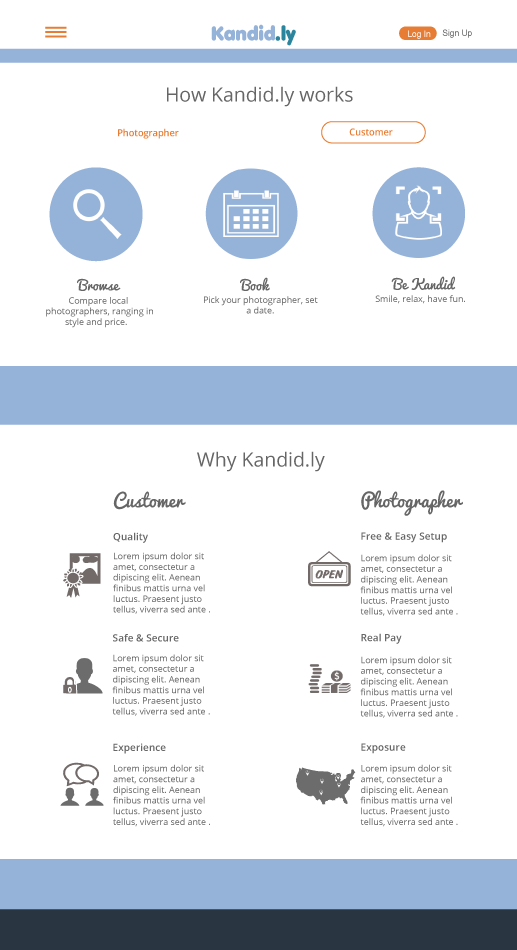 Kandid.ly
Log In
Sign Up
How Kandid.ly works
Photographer
Customer
Browse
Compare local
photographers, ranging in
style and price.
Book
Pick your photographer, set
a date.
Be Kandid
Smile, relax, have fun.
Why Kandid.ly
Customer
Quality
Lorem ipsum dolor sit
amet, consectetur a
dipiscing elit. Aenean
finibus mattis urna vel
luctus. Praesent justo
tellus, viverra sed ante .
Safe & Secure
Lorem ipsum dolor sit
amet, consectetur a
dipiscing elit. Aenean
finibus mattis urna vel
luctus. Praesent justo
tellus, viverra sed ante .
Experience
Lorem ipsum dolor sit
amet, consectetur a
dipiscing elit. Aenean
finibus mattis urna vel
luctus. Praesent justo
tellus, viverra sed ante .
Photographer
Free & Easy Setup
OPEN
Lorem ipsum dolor sit
amet, consectetur a
dipiscing elit. Aenean
finibus mattis urna vel
luctus. Praesent justo
tellus, viverra sed ante .
Real Pay
$
Lorem ipsum dolor sit
amet, consectetur a
dipiscing elit. Aenean
finibus mattis urna vel
luctus. Praesent justo
tellus, viverra sed ante .
Exposure
Lorem ipsum dolor sit
amet, consectetur a
dipiscing elit. Aenean
finibus mattis urna vel
luctus. Praesent justo
tellus, viverra sed ante .